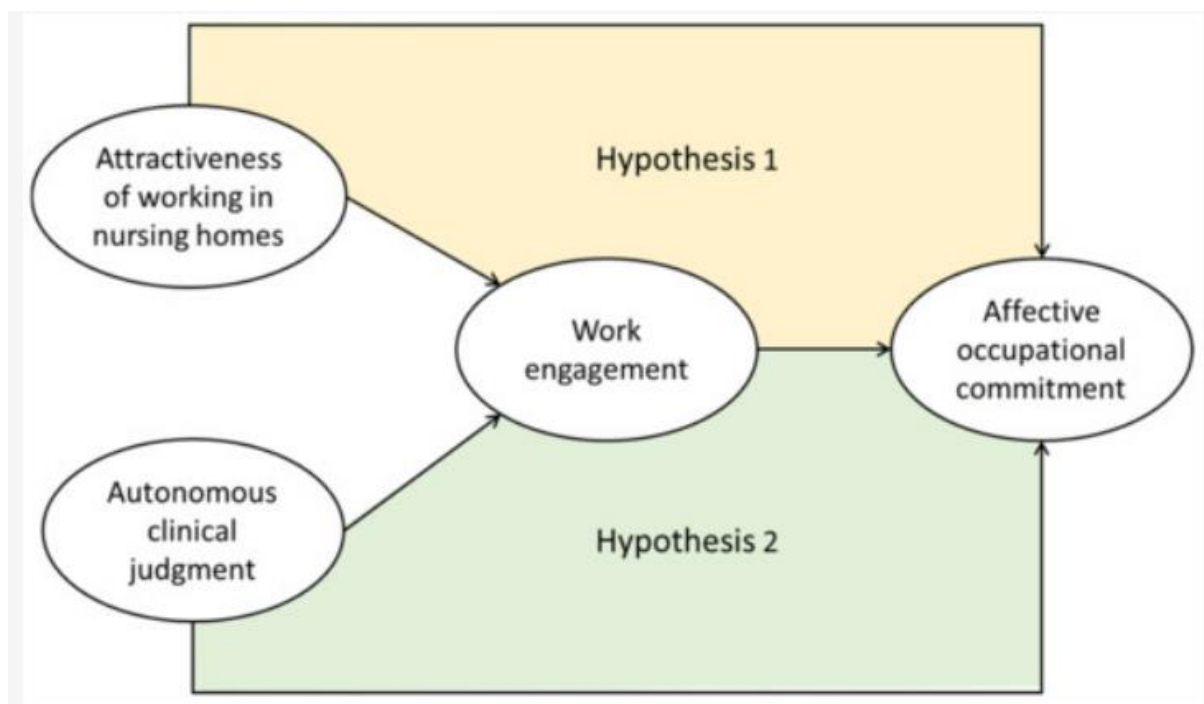 Attractiveness
of working in
nursing homes
Hypothesis 1
Work
engagement
Affective
occupational
commitment
Autonomous
clinical
judgment
Hypothesis 2